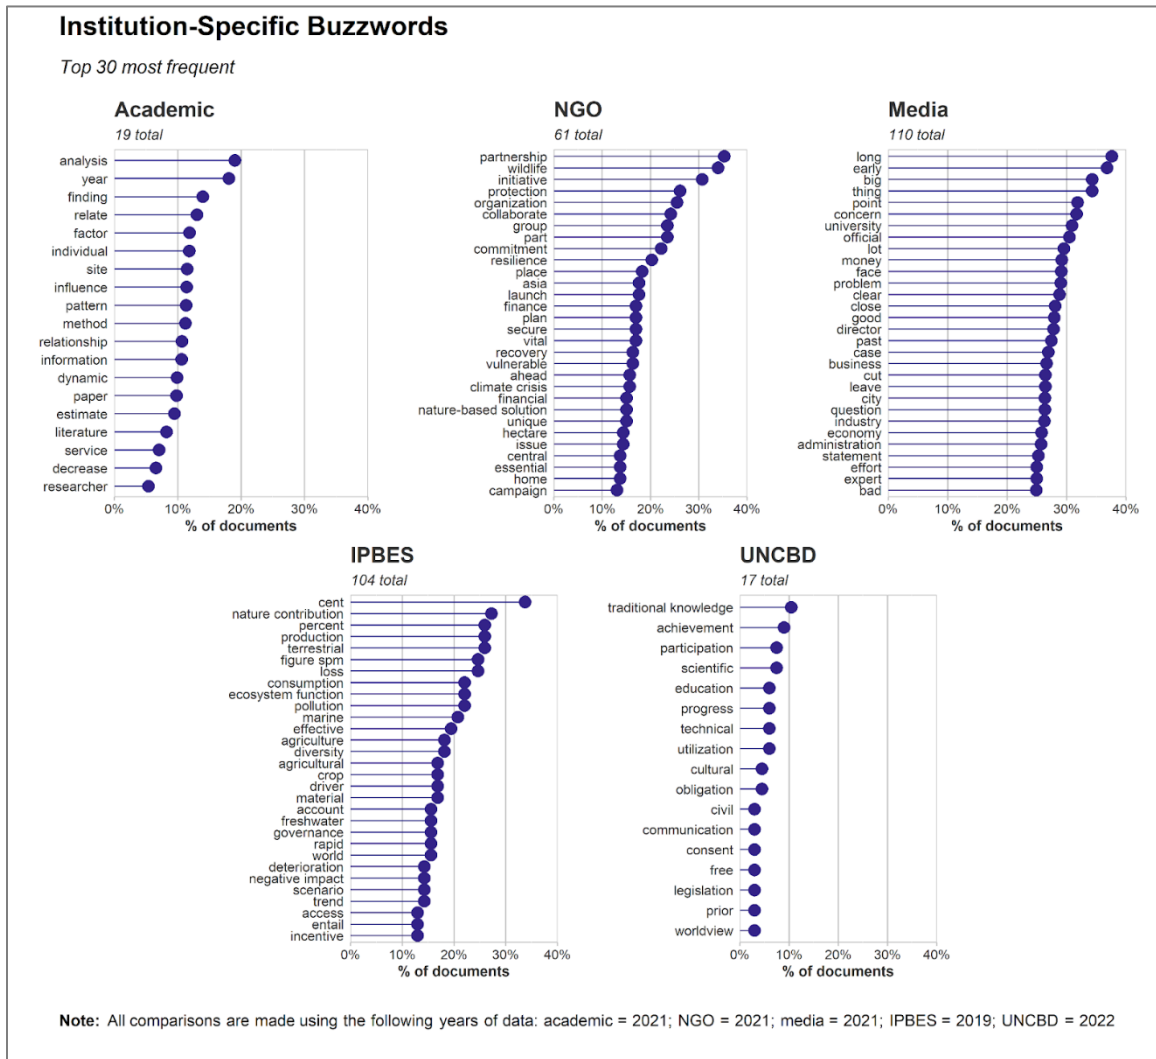 Institution-Specific Buzzwords
Top 30 most frequent
Academic
19 total
analysis
year
finding
relate
factor
individual
site
influence
pattern
method
relationship
information
dynamic
paper
estimate
literature
service
decrease
researcher
0% 10% 20% 30% 40%
% of documents
NGO
61 total
partnership
wildlife
initiative
protection
organization
collaborate
group
part
commitment
resilience
place
asia
launch
finance
plan
secure
vital
recovery
vulnerable
ahead
climate crisis
financial
nature-based solution
unique
hectare
issue
central
essential
home
campaign
0% 10% 20% 30% 40%
% of documents
Media
110 total
long
early
big
thing
point
concern
university
official
lot
money
face
problem
clear
close
good
director
past
case
business
cut
leave
city
question
industry
economy
administration
statement
effort
expert
bad
0% 10% 20% 30% 40%
% of documents
IPBES
104 total
cent
nature contribution
percent
production
terrestrial
figure spm
loss
consumption
ecosystem function
pollution
marine
effective
agriculture
diversity
agricultural
crop
driver
material
account
freshwater
governance
rapid
world
deterioration
negative impact
scenario
trend
access
entail
incentive
0% 10% 20% 30% 40%
% of documents
UNCBD
17 total
traditional knowledge
achievement
participation
scientific
education
progress
technical
utilization
cultural
obligation
civil
communication
consent
free
legislation
prior
worldview
0% 10% 20% 30% 40%
% of documents
Note: All comparisons are made using the following years of data: academic = 2021; NGO = 2021; media = 2021; IPBES = 2019; UNCBD = 2022